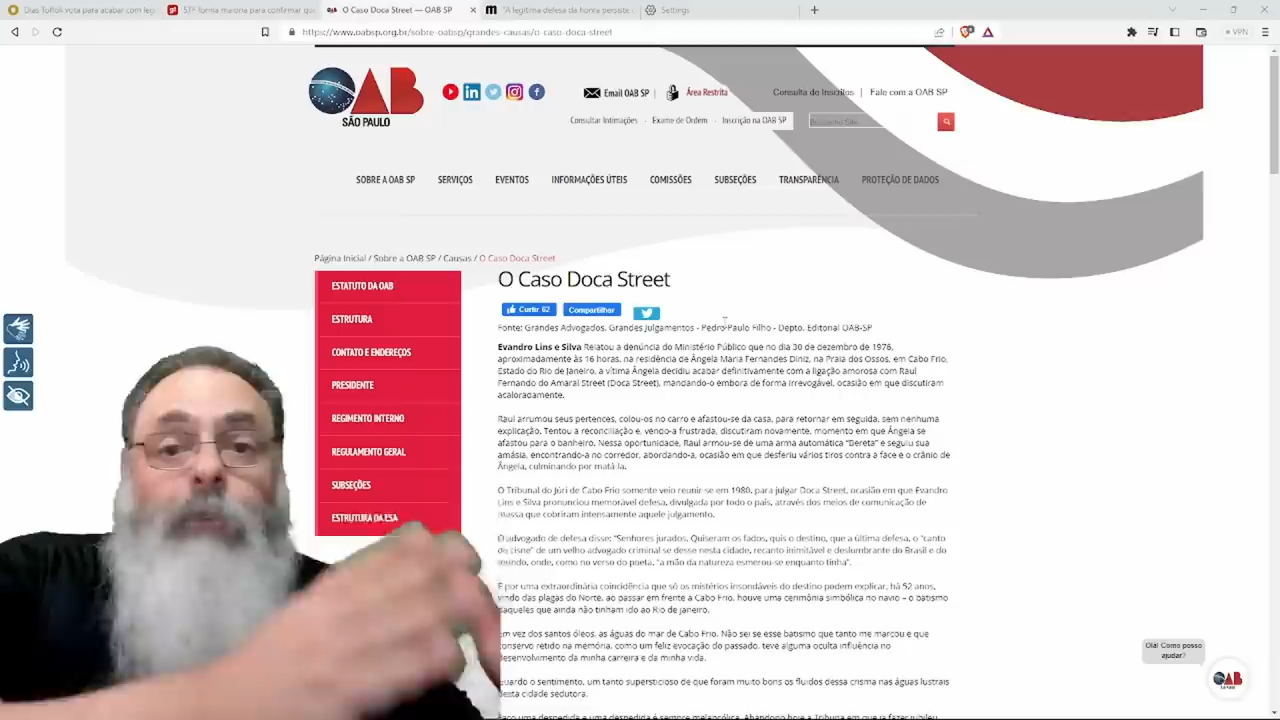 Dias Toffoli vota para acabar com leg
STF forma maioria para confirmar que
O Caso Doca Street — OAB SP
"A legítima defesa da honra persiste
Settings
https://www.oabsp.org.br/sobre-oabsp/grandes-causas/o-caso-doca-street
VPN
OAB
SÃO PAULO
Email OAB SP | Área Restrita
Consulta de Inscritos | Fale com a OAB SP
Consultar Intimações - Exame de Ordem - Inscrição na OAB SP
Busca no Site
SOBRE A OAB SP SERVIÇOS EVENTOS INFORMAÇÕES ÚTEIS COMISSÕES SUBSEÇÕES TRANSPARÊNCIA PROTEÇÃO DE DADOS
Página Inicial / Sobre a OAB SP / Causas / O Caso Doca Street
ESTATUTO DA OAB
ESTRUTURA
CONTATO E ENDEREÇOS
PRESIDENTE
REGIMENTO INTERNO
REGULAMENTO GERAL
SUBSEÇÕES
ESTRUTURA DA ESA
O Caso Doca Street
Curtir 62 Compartilhar
Fonte: Grandes Advogados, Grandes Julgamentos - Pedro Paulo Filho - Depto. Editorial OAB-SP
Evandro Lins e Silva Relatou a denúncia do Ministério Público que no dia 30 de dezembro de 1976,
aproximadamente às 16 horas, na residência de Ângela Maria Fernandes Diniz, na Praia dos Ossos, em Cabo Frio,
Estado do Rio de Janeiro, a vítima Ângela decidiu acabar definitivamente com a ligação amorosa com Raul
Fernando do Amaral Street (Doca Street), mandando-o embora de forma irrevogável, ocasião em que discutiram
acaloradamente.
Raul arrumou seus pertences, colou-os no carro e afastou-se da casa, para retornar em seguida, sem nenhuma
explicação. Tentou a reconciliação e, vendo-a frustrada, discutiram novamente, momento em que Ângela se
afastou para o banheiro. Nessa oportunidade, Raul armou-se de uma arma automática "Bereta" e seguiu sua
amásia, encontrando-a no corredor, abordando-a, ocasião em que desferiu vários tiros contra a face e o crânio de
Ângela, culminando por matá-la.
O Tribunal do Júri de Cabo Frio somente veio reunir-se em 1980, para julgar Doca Street, ocasião em que Evandro
Lins e Silva pronunciou memorável defesa, divulgada por todo o país, através dos meios de comunicação de
massa que cobriram intensamente aquele julgamento.
O advogado de defesa disse: "Senhores jurados. Quiseram os fados, quis o destino, que a última defesa, o "canto
do cisne" de um velho advogado criminal se desse nesta cidade, recanto inimitável e deslumbrante do Brasil e do
mundo, onde, como no verso do poeta, "a mão da natureza esmerou-se enquanto tinha".
E por uma extraordinária coincidência que só os mistérios insondáveis do destino podem explicar, há 52 anos,
vindo das plagas do Norte, ao passar em frente a Cabo Frio, houve uma cerimônia simbólica no navio – o batismo
daqueles que ainda não tinham ido ao Rio de Janeiro.
Em vez dos santos óleos, as águas do mar de Cabo Frio. Não sei se esse batismo que tanto me marcou e que
conservo retido na memória, como um feliz evocação do passado, teve alguma oculta influência no
desenvolvimento da minha carreira e da minha vida.
Guardo o sentimento, um tanto supersticioso de que foram muito bons os fluidos dessa crisma nas águas lustrais
desta cidade sedutora.
Faço uma despedida e uma despedida é sempre melancólica. Abandono hoje a Tribuna em que já fazer jubileu
Olá! Como posso
ajudar?
OAB